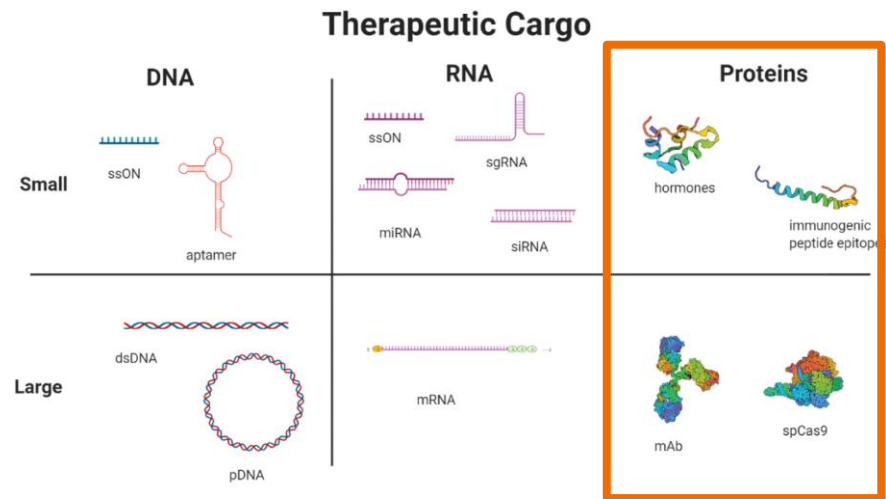 Therapeutic Cargo
DNA
RNA
Proteins
Small
ssON
aptamer
ssON
sgRNA
miRNA
siRNA
hormones
immunogenic
peptide epitopes
Large
dsDNA
pDNA
mRNA
mAb
spCas9